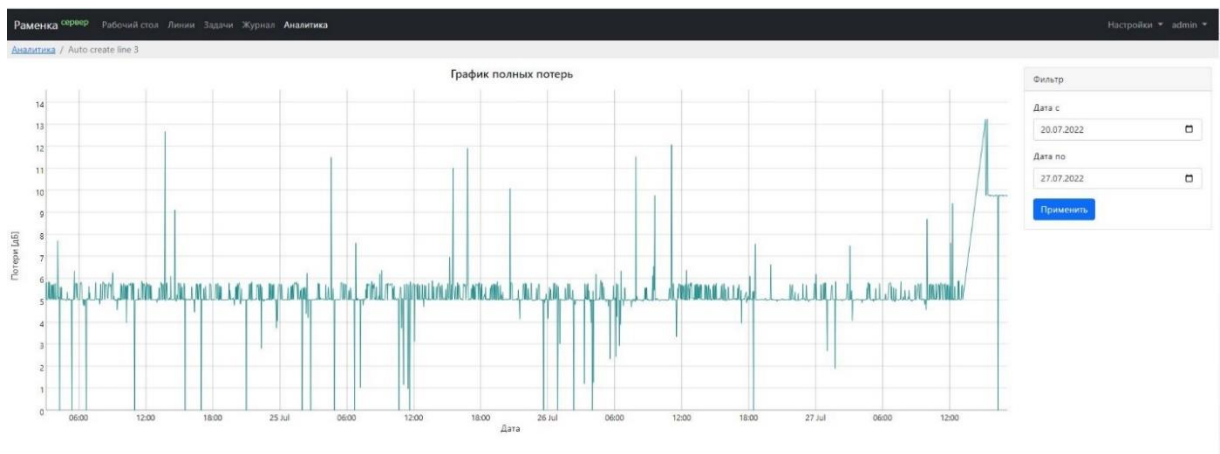 Раменка сервер Рабочий стол Линии Задачи Журнал Аналитика Настройки admin
Аналитика / Auto create line 3
График полных потерь
Потери [дБ]
14
13
12
11
10
9
8
7
6
5
4
3
2
1
0
06:00 12:00 18:00 25 Jul 06:00 12:00 18:00 26 Jul 06:00 12:00 18:00 27 Jul 06:00 12:00
Дата
Фильтр
Дата с
20.07.2022
Дата по
27.07.2022
Применить